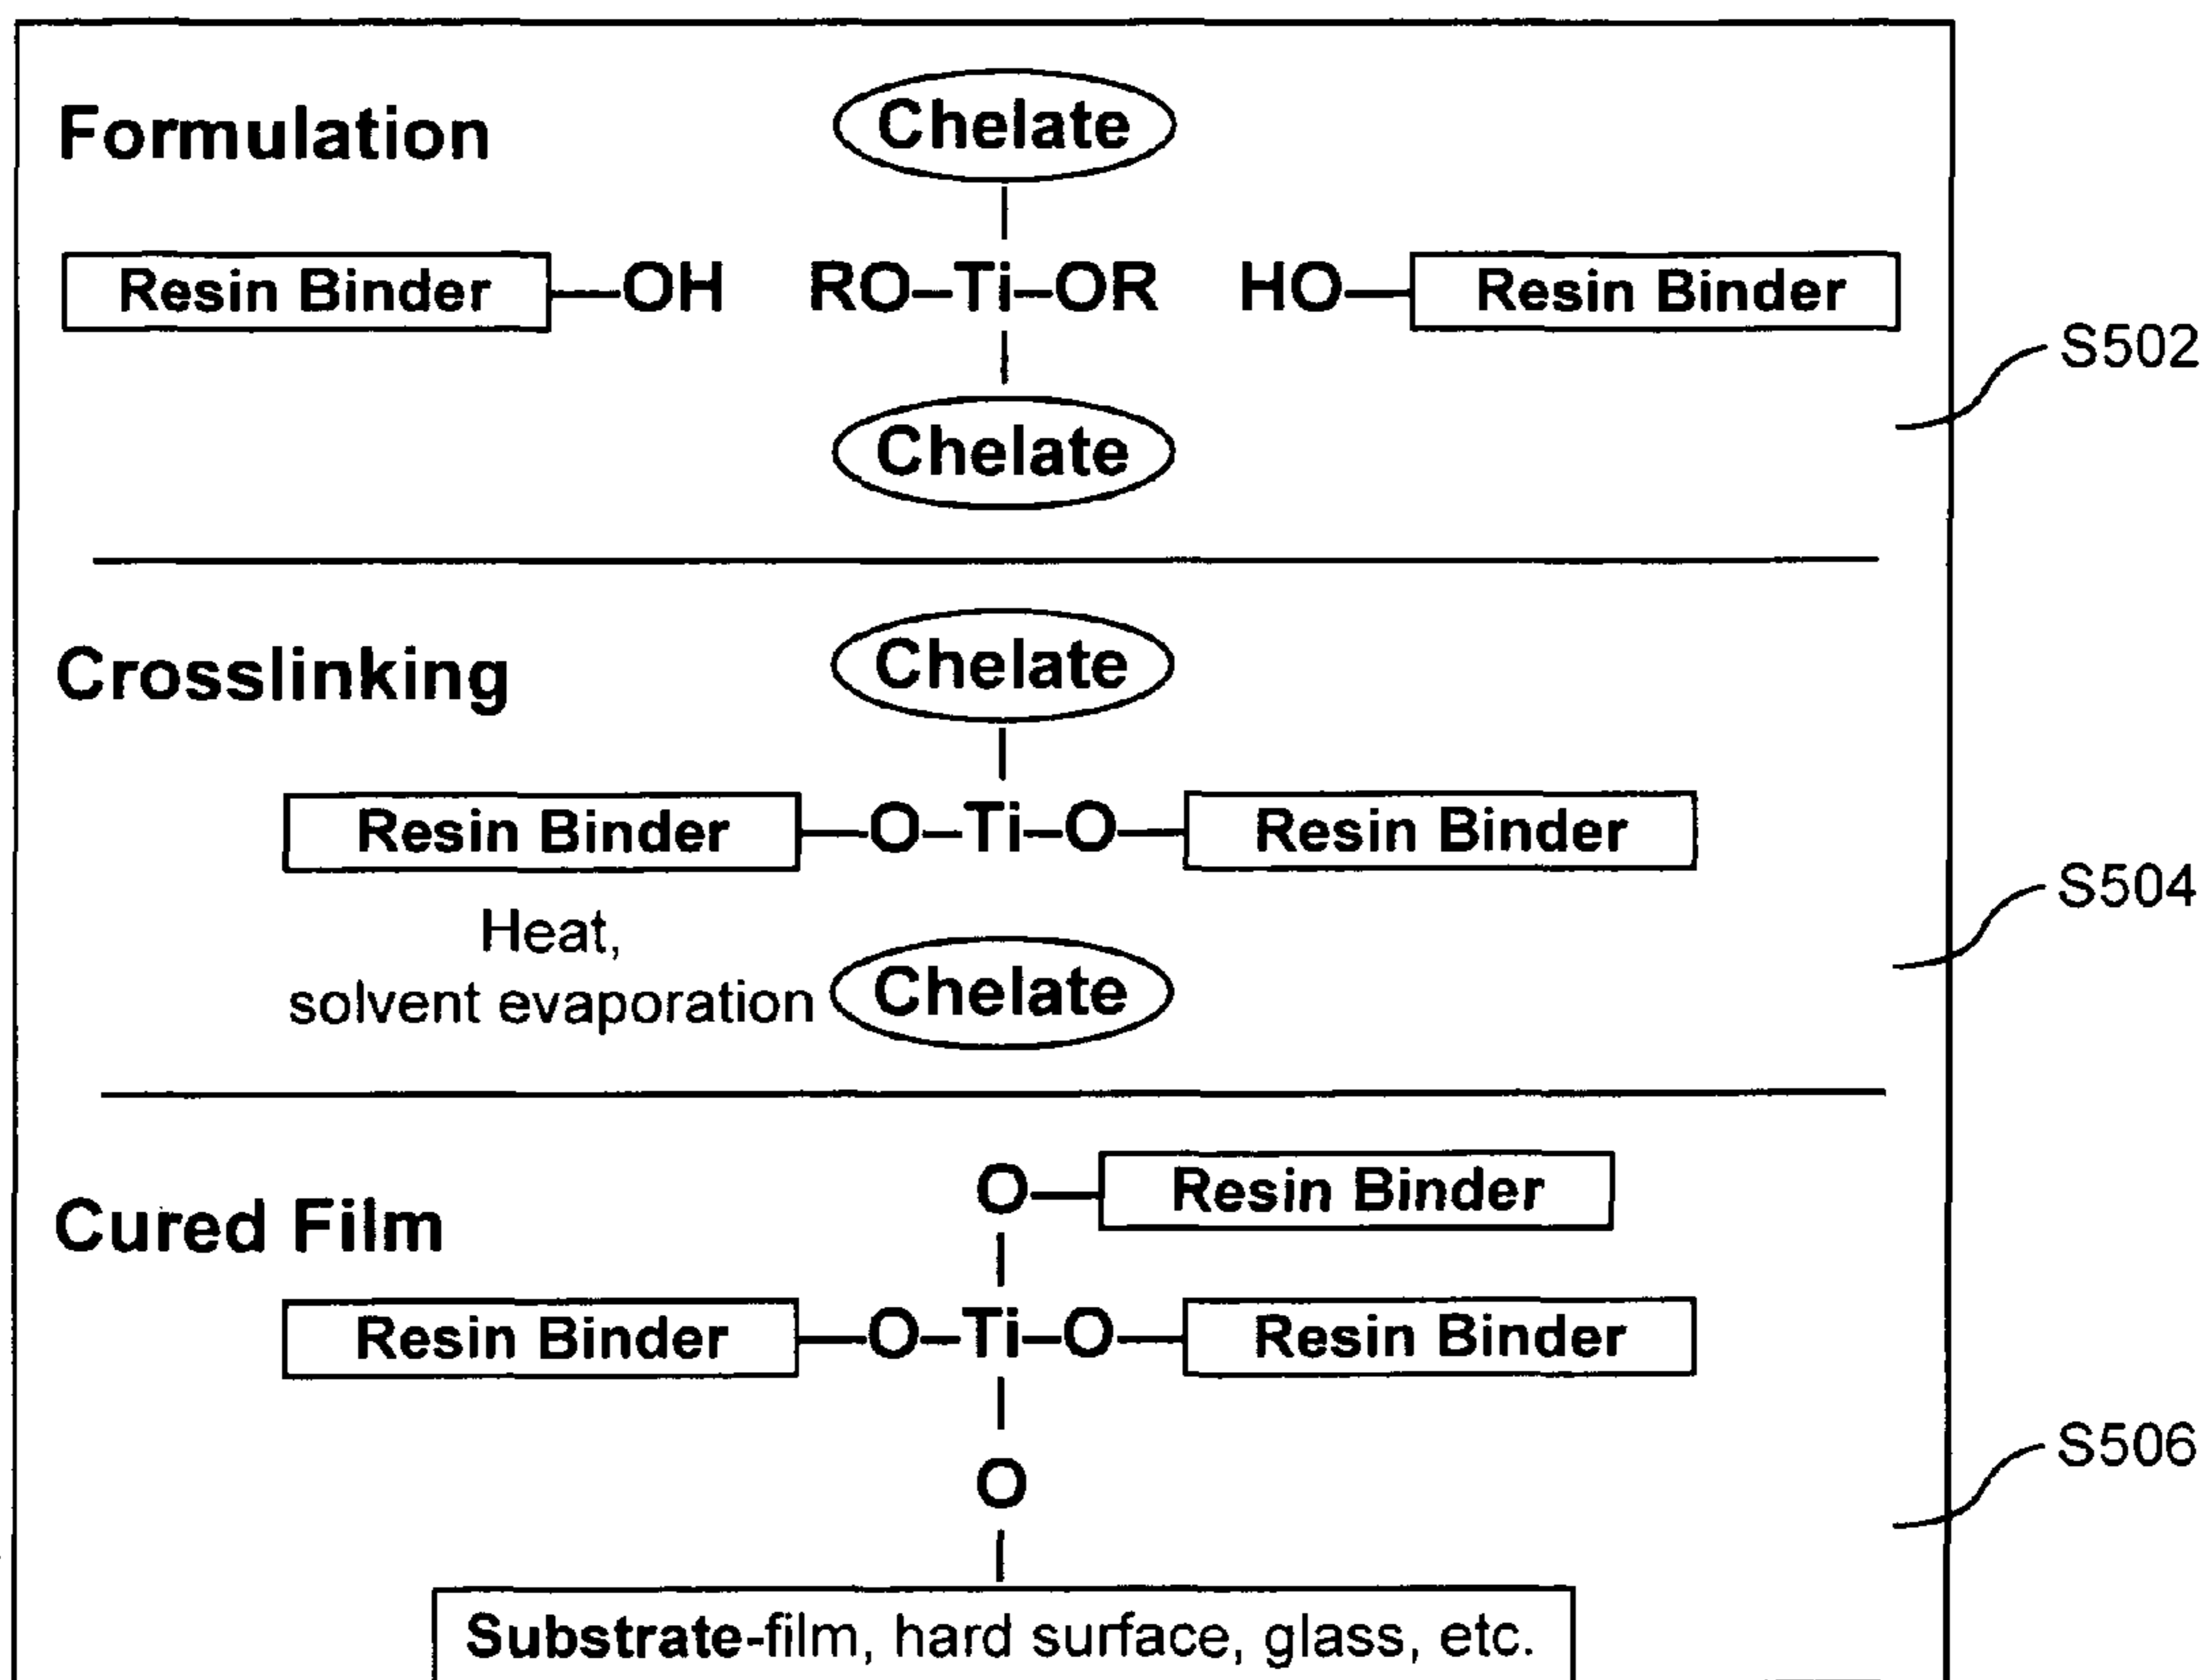 Formulation
Chelate
Resin Binder OH RO–Ti–OR HO Resin Binder
S502
Chelate
Crosslinking
Chelate
Resin Binder O–Ti–O Resin Binder
S504
Heat,
solvent evaporation Chelate
Cured Film
O Resin Binder
Resin Binder O–Ti–O Resin Binder
S506
O
Substrate-film, hard surface, glass, etc.